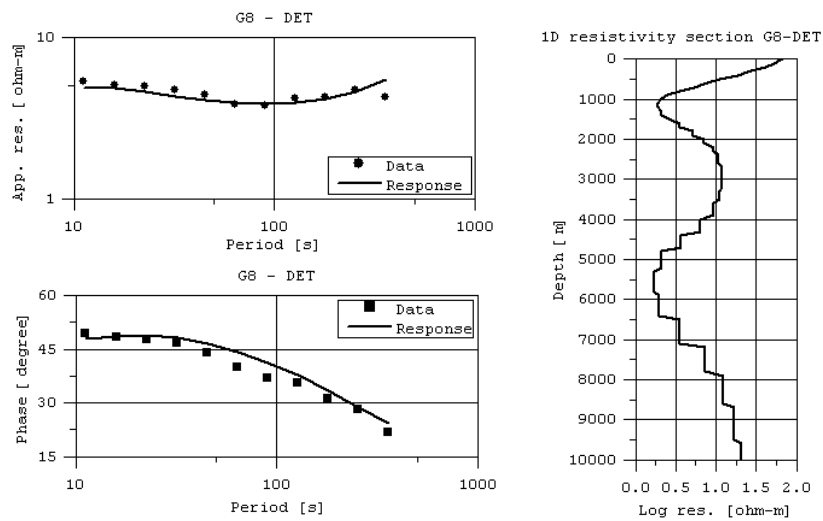 G8 - DET
10
1
App. res. [ ohm-m]
Data
Response
10
100
1000
Period [s]
G8 - DET
60
45
30
15
Phase [ degree]
Data
Response
10
100
1000
Period [s]
1D resistivity section G8-DET
0
1000
2000
3000
4000
5000
6000
7000
8000
9000
10000
Depth [ m]
0.0 0.5 1.0 1.5 2.0
Log res. [ohm-m]